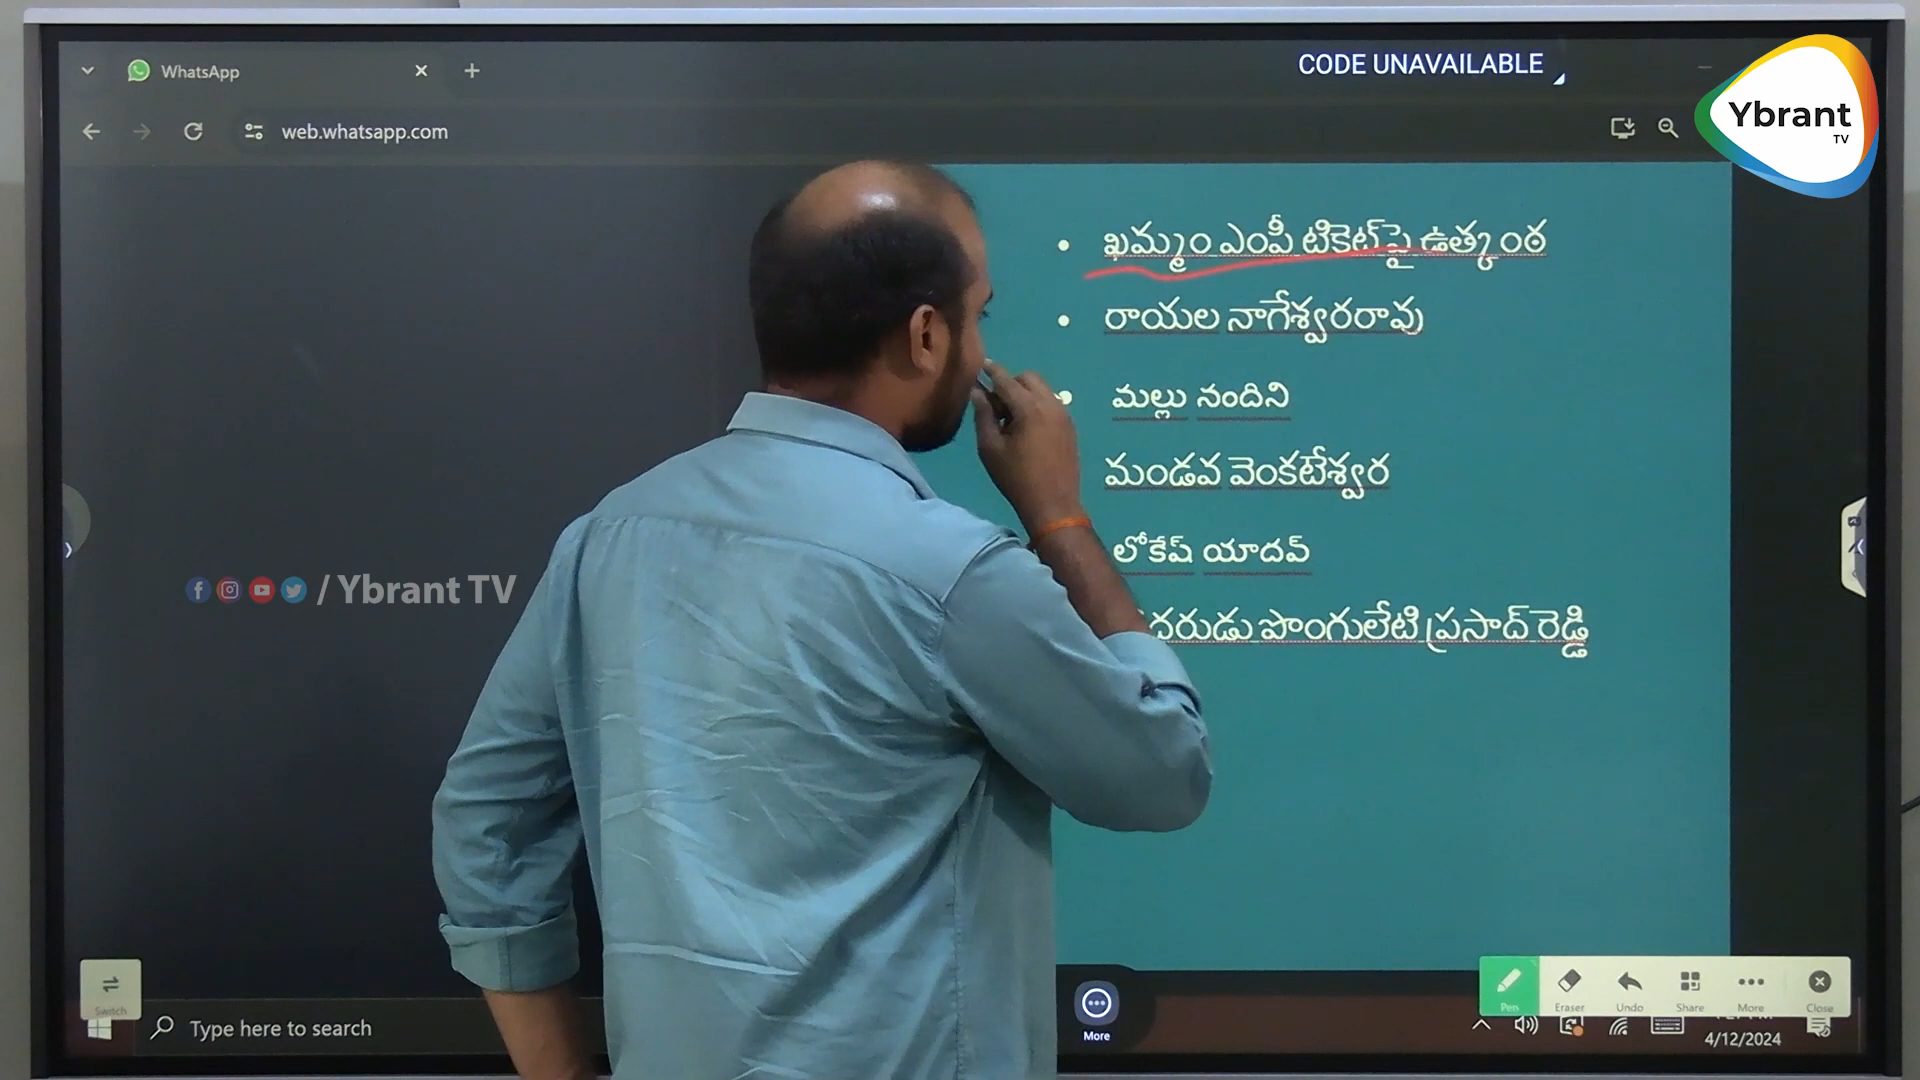 WhatsApp
CODE UNAVAILABLE
web.whatsapp.com
Ybrant
TV
ఖమ్మం ఎంపీ టికెట్‌పై ఉత్కంఠ
రాయల నాగేశ్వరరావు
మల్లు నందిని
మండవ వెంకటేశ్వర
లోకేష్ యాదవ్
పొంగులేటి ప్రసాద్ రెడ్డి
/ Ybrant TV
Switch
Pen Eraser Undo Share More Close
Type here to search
More
4/12/2024